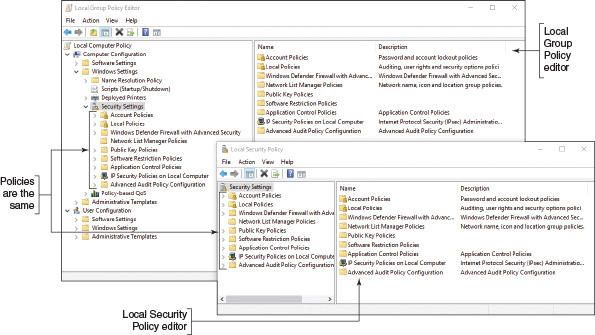 Local Group Policy Editor
File Action View Help
Local Computer Policy
Computer Configuration
Software Settings
Windows Settings
Name Resolution Policy
Scripts (Startup/Shutdown)
Deployed Printers
Security Settings
Account Policies
Local Policies
Windows Defender Firewall with Advanced Security
Network List Manager Policies
Public Key Policies
Software Restriction Policies
Application Control Policies
IP Security Policies on Local Computer
Advanced Audit Policy Configuration
Policy-based QoS
Administrative Templates
User Configuration
Software Settings
Windows Settings
Administrative Templates
Name Description
Account Policies Password and account lockout policies
Local Policies Auditing, user rights and security options polici
Windows Defender Firewall with Advanc... Windows Defender Firewall with Advanced Sec...
Network List Manager Policies Network name, icon and location group policies.
Public Key Policies
Software Restriction Policies
Application Control Policies Application Control Policies
IP Security Policies on Local Computer Internet Protocol Security (IPsec) Administratio...
Advanced Audit Policy Configuration Advanced Audit Policy Configuration
Local
Group
Policy
editor
Policies
are the
same
Local Security Policy
File Action View Help
Security Settings
Account Policies
Local Policies
Windows Defender Firewall with Advanc
Network List Manager Policies
Public Key Policies
Software Restriction Policies
Application Control Policies
IP Security Policies on Local Compute
Advanced Audit Policy Configuration
Name Description
Account Policies Password and account lockout policies
Local Policies Auditing, user rights and security options polici
Windows Defender Firewall with Advanc... Windows Defender Firewall with Advanced Sec...
Network List Manager Policies Network name, icon and location group policies.
Public Key Policies
Software Restriction Policies
Application Control Policies Application Control Policies
IP Security Policies on Local Computer Internet Protocol Security (IPsec) Administratio...
Advanced Audit Policy Configuration Advanced Audit Policy Configuration
Local Security
Policy editor